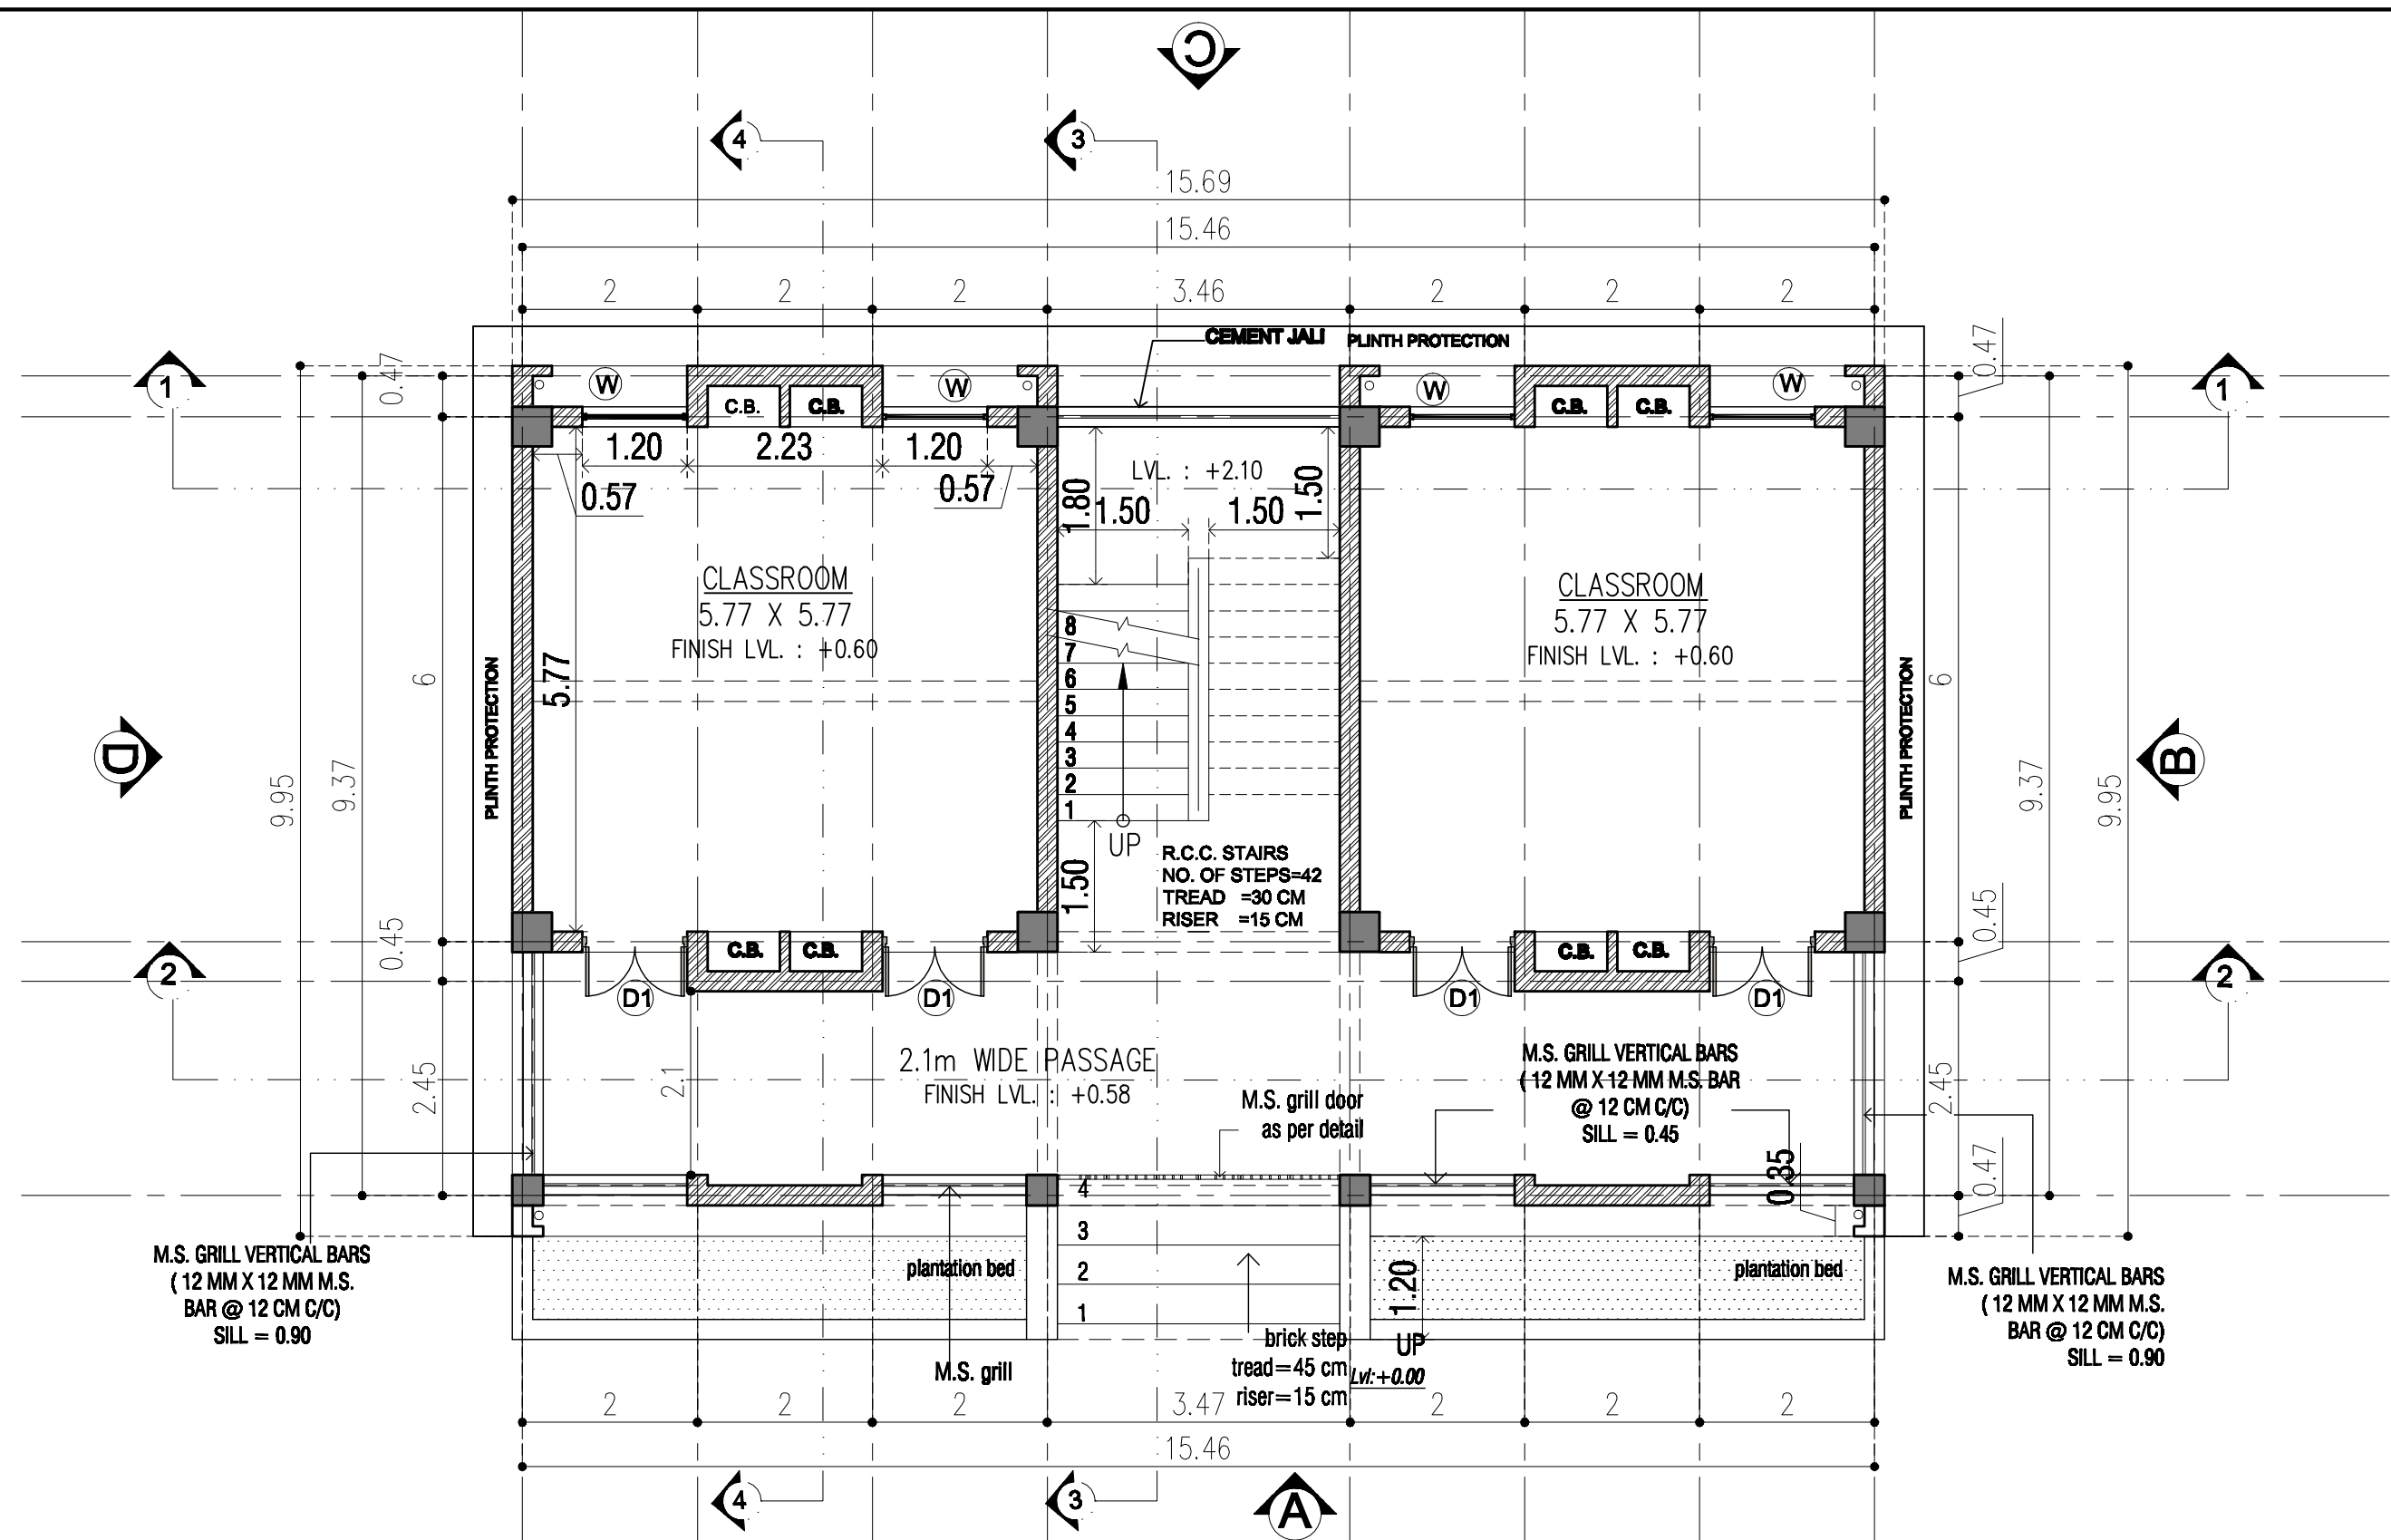 C
4
3
15.69
15.46
2
2
2
3.46
2
2
2
CEMENT JALI
PLINTH PROTECTION
0.47
0.47
1
W
W
W
W
1
C.B.
C.B.
C.B.
C.B.
1.20
2.23
1.20
0.57
0.57
LVL. : +2.10
1.80
1.50
1.50
1.50
CLASSROOM
5.77 X 5.77
FINISH LVL. : +0.60
CLASSROOM
5.77 X 5.77
FINISH LVL. : +0.60
8
7
6
5
4
3
2
1
UP
6
5.77
6
PLINTH PROTECTION
PLINTH PROTECTION
D
B
9.95
9.37
9.37
9.95
R.C.C. STAIRS
NO. OF STEPS=42
TREAD =30 CM
RISER =15 CM
1.50
0.45
0.45
2
2
C.B.
C.B.
C.B.
C.B.
D1
D1
D1
D1
2.1m WIDE PASSAGE
FINISH LVL. : +0.58
2.1
2.45
2.45
M.S. grill door
as per detail
M.S. GRILL VERTICAL BARS
( 12 MM X 12 MM M.S. BAR
@ 12 CM C/C)
SILL = 0.45
0.35
0.47
4
3
2
1
plantation bed
plantation bed
1.20
M.S. GRILL VERTICAL BARS
( 12 MM X 12 MM M.S.
BAR @ 12 CM C/C)
SILL = 0.90
M.S. GRILL VERTICAL BARS
( 12 MM X 12 MM M.S.
BAR @ 12 CM C/C)
SILL = 0.90
M.S. grill
brick step
tread=45 cm
riser=15 cm
UP
Lvl:+0.00
2
2
2
3.47
2
2
2
15.46
4
3
A